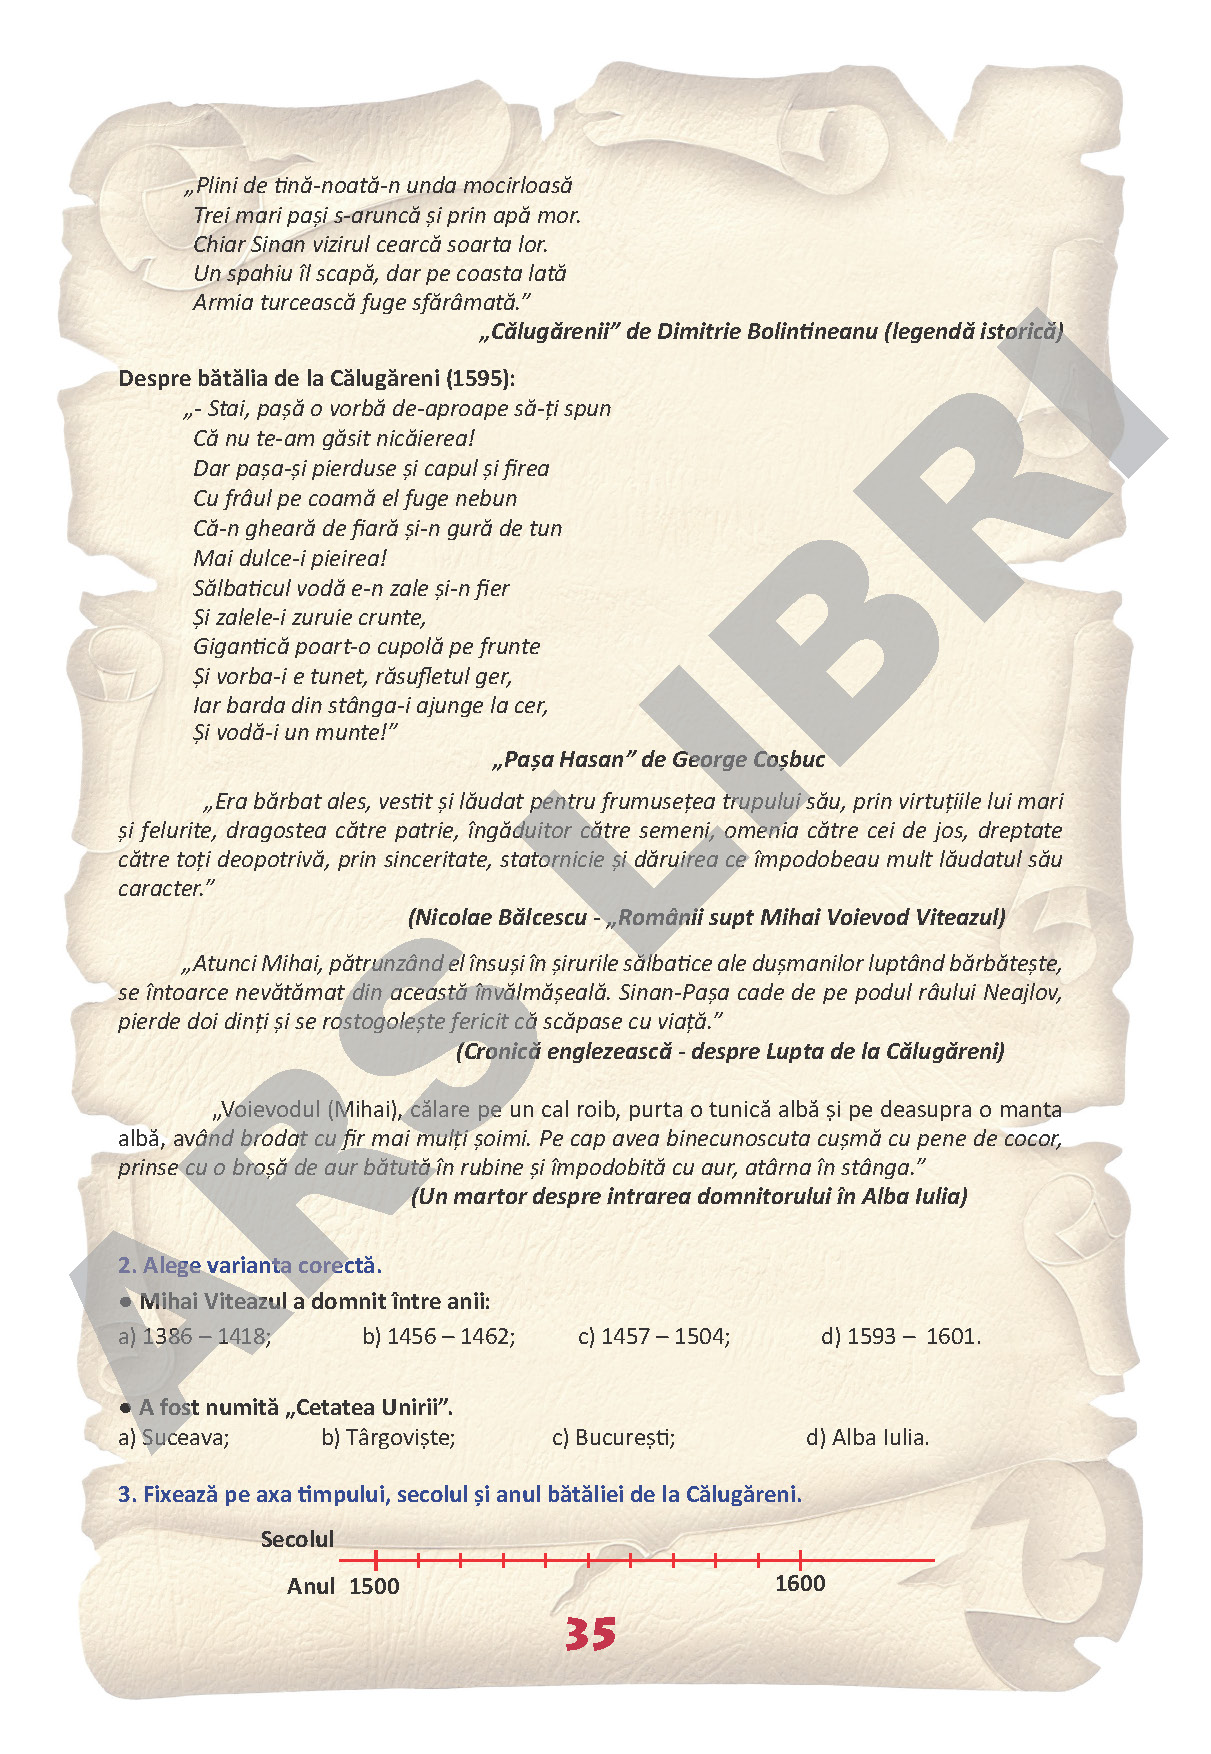 „Plini de tină-noată-n unda mocirloasă
Trei mari pași s-aruncă și prin apă mor.
Chiar Sinan vizirul cearcă soarta lor.
Un spahiu îl scapă, dar pe coasta lată
Armia turcească fuge sfărâmată.”
„Călugărenii” de Dimitrie Bolintineanu (legendă istorică)
Despre bătălia de la Călugăreni (1595):
„- Stai, pașă o vorbă de-aproape să-ți spun
Că nu te-am găsit nicăierea!
Dar pașa-și pierduse și capul și firea
Cu frâul pe coamă el fuge nebun
Că-n gheară de fiară și-n gură de tun
Mai dulce-i pieirea!
Sălbaticul vodă e-n zale și-n fier
Și zalele-i zuruie crunte,
Gigantică poart-o cupolă pe frunte
Și vorba-i e tunet, răsufletul ger,
Iar barda din stânga-i ajunge la cer,
Și vodă-i un munte!”
„Pașa Hasan” de George Coșbuc
„Era bărbat ales, vestit și lăudat pentru frumusețea trupului său, prin virtuțiile lui mari
și felurite, dragostea către patrie, îngăduitor către semeni, omenia către cei de jos, dreptate
către toți deopotrivă, prin sinceritate, statornicie și dăruirea ce împodobeau mult lăudatul său
caracter.”
(Nicolae Bălcescu - „Românii supt Mihai Voievod Viteazul)
„Atunci Mihai, pătrunzând el însuși în șirurile sălbatice ale dușmanilor luptând bărbătește,
se întoarce nevătămat din această învălmășeală. Sinan-Pașa cade de pe podul râului Neajlov,
pierde doi dinți și se rostogolește fericit că scăpase cu viață.”
(Cronică englezească - despre Lupta de la Călugăreni)
„Voievodul (Mihai), călare pe un cal roib, purta o tunică albă și pe deasupra o manta
albă, având brodat cu fir mai mulți șoimi. Pe cap avea binecunoscuta cușmă cu pene de cocor,
prinse cu o broșă de aur bătută în rubine și împodobită cu aur, atârna în stânga.”
(Un martor despre intrarea domnitorului în Alba Iulia)
2. Alege varianta corectă.
● Mihai Viteazul a domnit între anii:
a) 1386 – 1418; b) 1456 – 1462; c) 1457 – 1504; d) 1593 – 1601.
● A fost numită „Cetatea Unirii”.
a) Suceava; b) Târgoviște; c) București; d) Alba Iulia.
3. Fixează pe axa timpului, secolul și anul bătăliei de la Călugăreni.
Secolul
Anul 1500 1600
35
ARS LIBRI